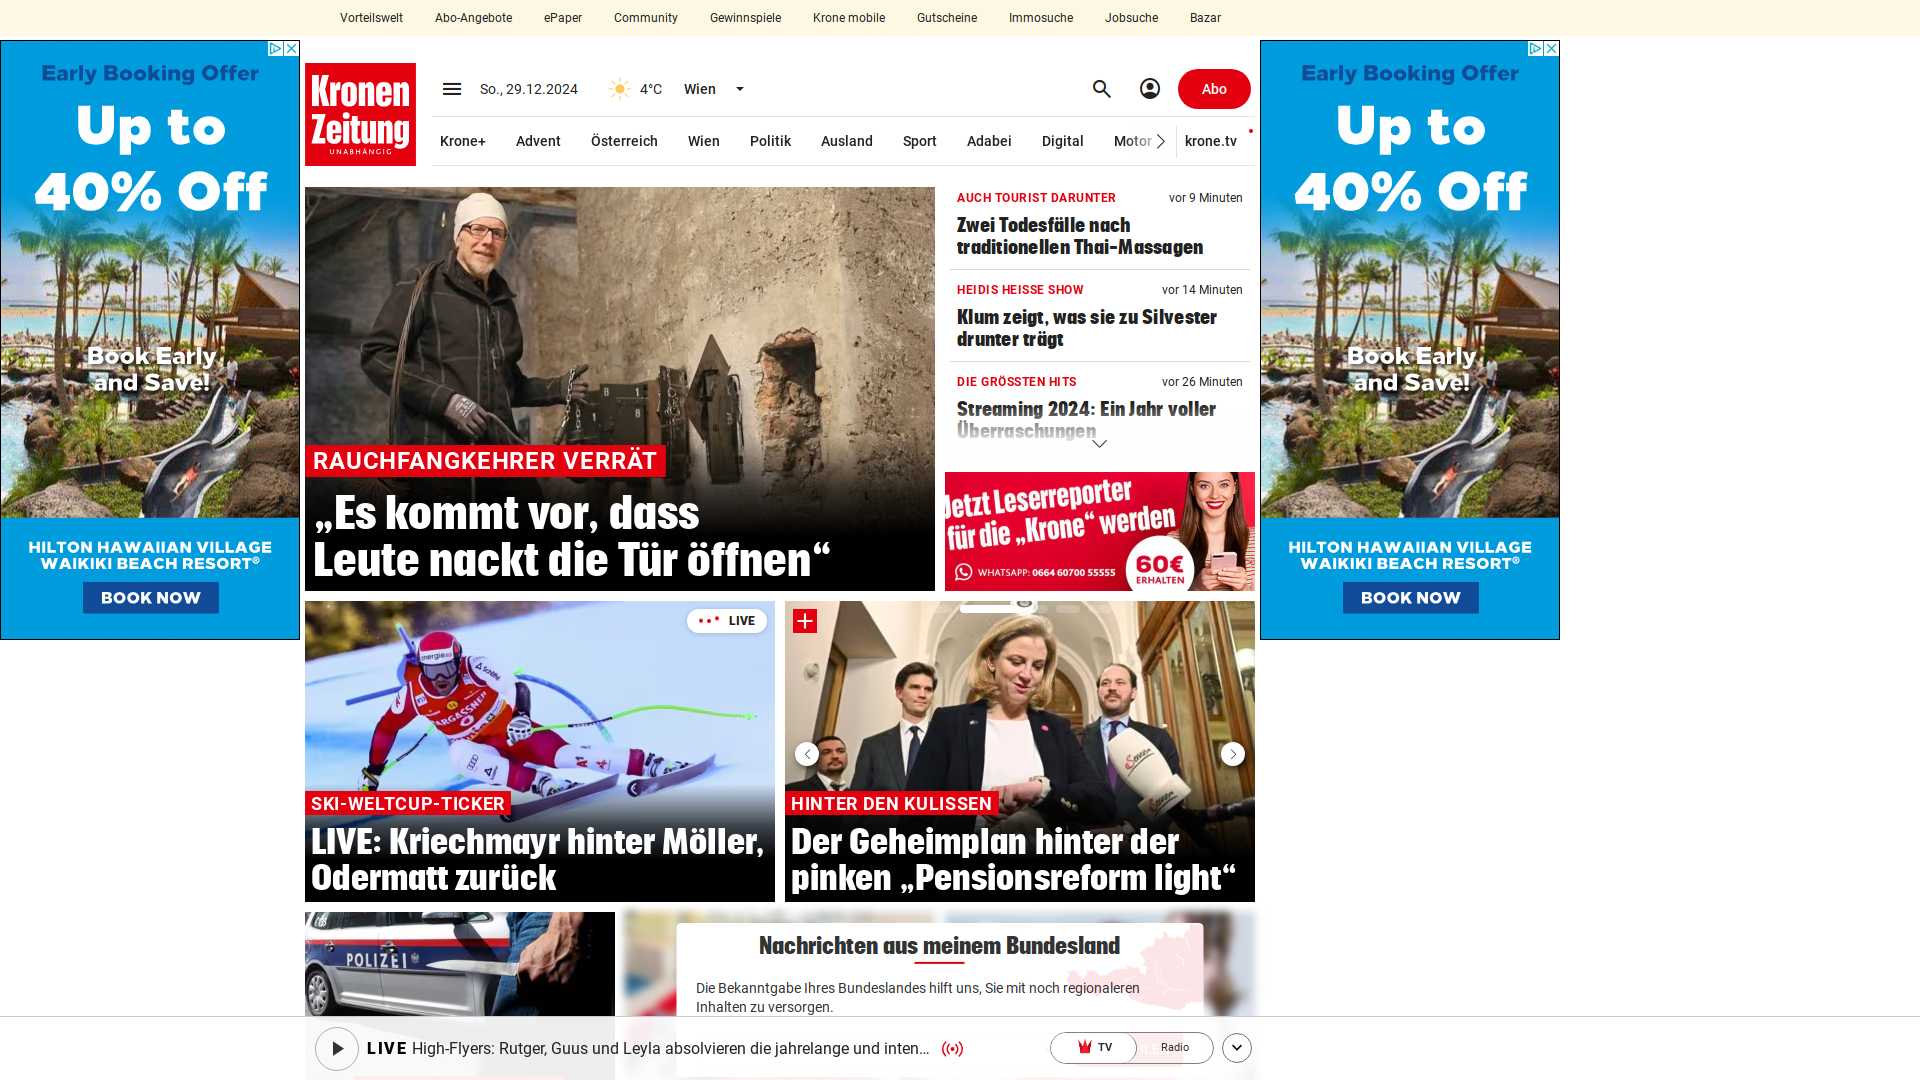 Vorteilswelt Abo-Angebote ePaper Community Gewinnspiele Krone mobile Gutscheine Immosuche Jobsuche Bazar
Early Booking Offer
Up to
40% Off
Book Early
and Save!
HILTON HAWAIIAN VILLAGE
WAIKIKI BEACH RESORT®
BOOK NOW
Kronen
Zeitung
UNABHÄNGIG
So., 29.12.2024 4°C Wien Abo
Krone+ Advent Österreich Wien Politik Ausland Sport Adabei Digital Motor krone.tv
RAUCHFANGKEHRER VERRÄT
„Es kommt vor, dass
Leute nackt die Tür öffnen“
AUCH TOURIST DARUNTER vor 9 Minuten
Zwei Todesfälle nach
traditionellen Thai-Massagen
HEIDIS HEISSE SHOW vor 14 Minuten
Klum zeigt, was sie zu Silvester
drunter trägt
DIE GRÖSSTEN HITS vor 26 Minuten
Streaming 2024: Ein Jahr voller
Überraschungen
Jetzt Leserreporter
für die „Krone“ werden
WHATSAPP: 0664 60700 55555
60€
ERHALTEN
Early Booking Offer
Up to
40% Off
Book Early
and Save!
HILTON HAWAIIAN VILLAGE
WAIKIKI BEACH RESORT®
BOOK NOW
LIVE
SKI-WELTCUP-TICKER
LIVE: Kriechmayr hinter Möller,
Odermatt zurück
HINTER DEN KULISSEN
Der Geheimplan hinter der
pinken „Pensionsreform light“
POLIZEI
Nachrichten aus meinem Bundesland
Die Bekanntgabe Ihres Bundeslandes hilft uns, Sie mit noch regionaleren
Inhalten zu versorgen.
LIVE High-Flyers: Rutger, Guus und Leyla absolvieren die jahrelange und inten... TV Radio